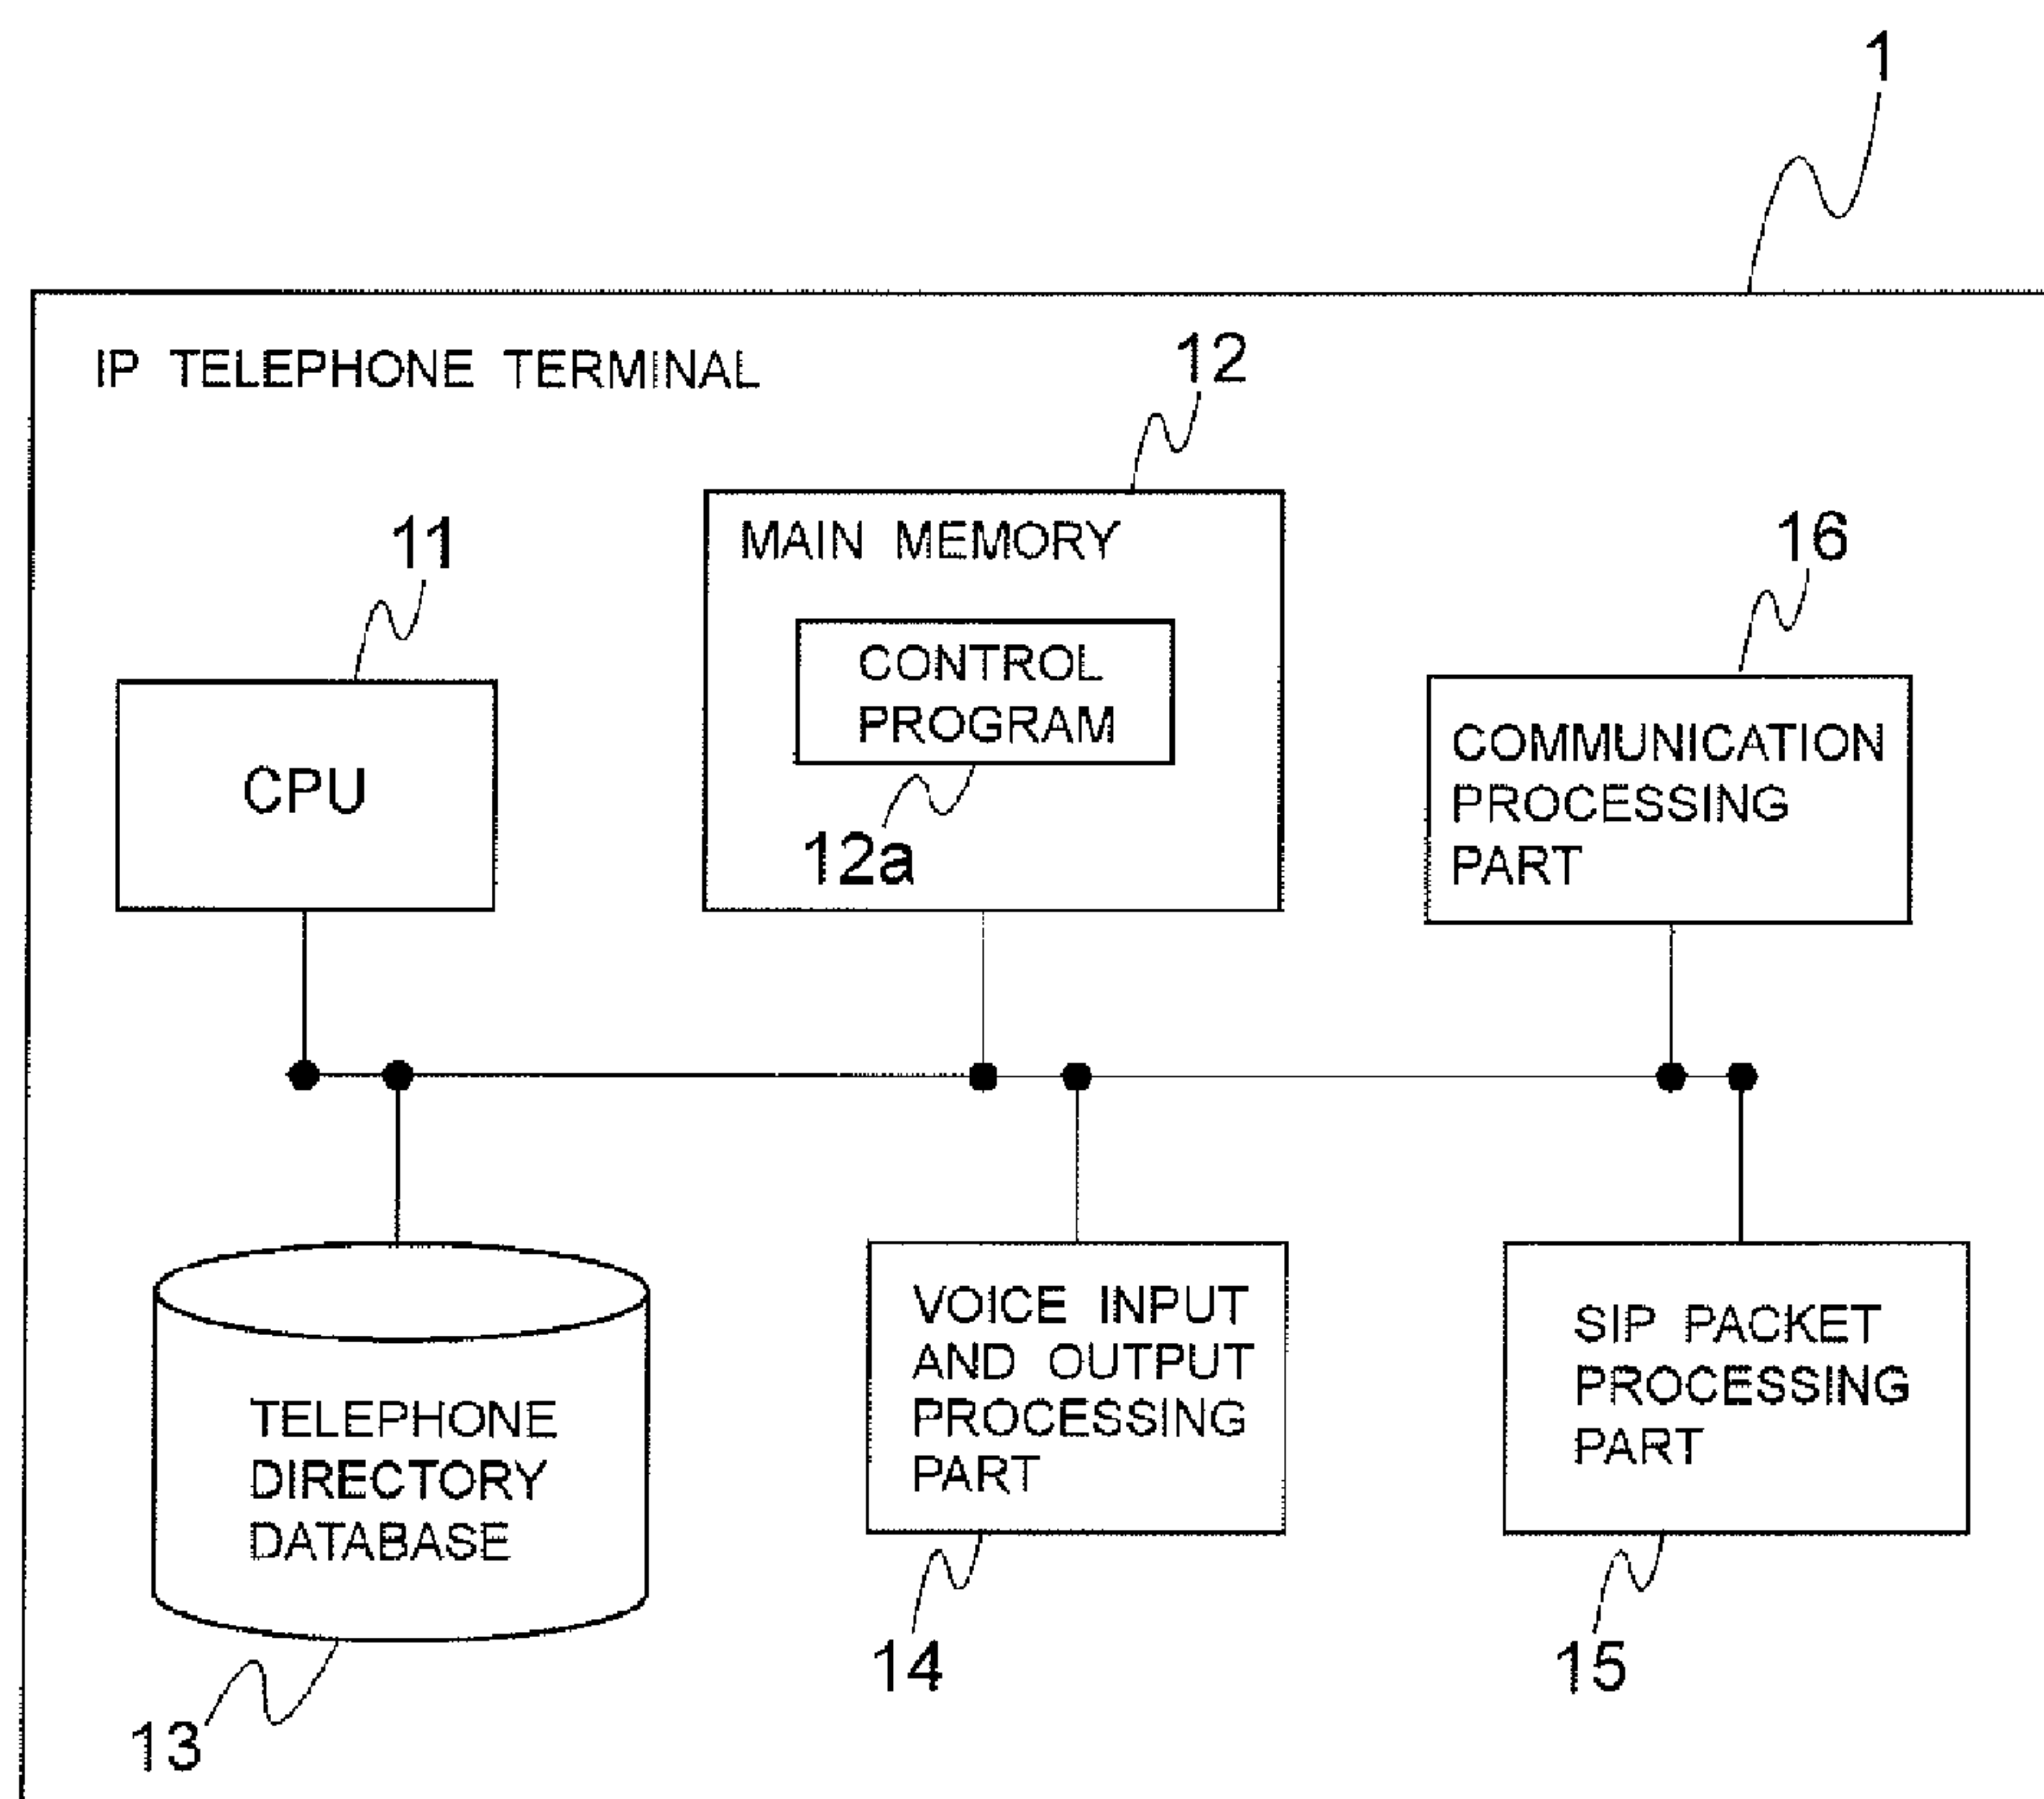 1
IP TELEPHONE TERMINAL
12
MAIN MEMORY
11
16
CONTROL
PROGRAM
CPU
COMMUNICATION
PROCESSING
PART
12a
VOICE INPUT
AND OUTPUT
PROCESSING
PART
SIP PACKET
PROCESSING
PART
TELEPHONE
DIRECTORY
DATABASE
14
15
13